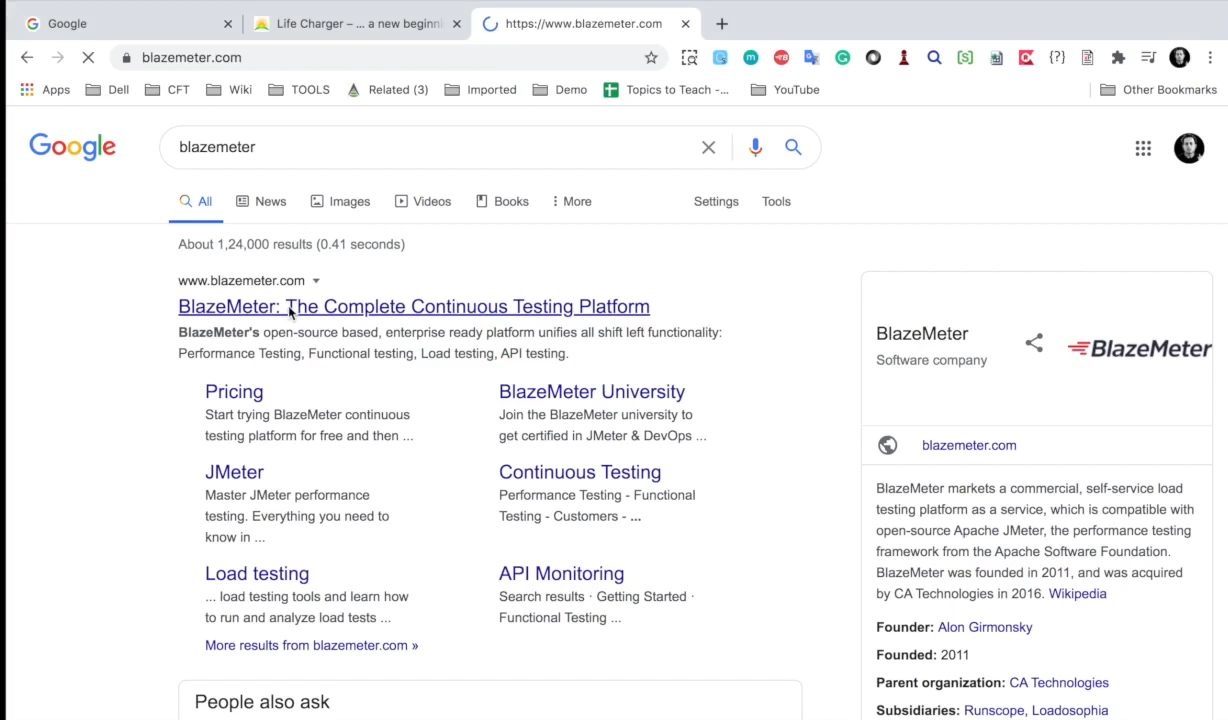 Google
Life Charger – ... a new beginni
https://www.blazemeter.com
blazemeter.com
Apps
Dell
CFT
Wiki
TOOLS
Related (3)
Imported
Demo
Topics to Teach -...
YouTube
Other Bookmarks
Google
blazemeter
All
News
Images
Videos
Books
More
Settings
Tools
About 1,24,000 results (0.41 seconds)
www.blazemeter.com
BlazeMeter: The Complete Continuous Testing Platform
BlazeMeter's open-source based, enterprise ready platform unifies all shift left functionality:
Performance Testing, Functional testing, Load testing, API testing.
Pricing
Start trying BlazeMeter continuous
testing platform for free and then ...
BlazeMeter University
Join the BlazeMeter university to
get certified in JMeter & DevOps ...
JMeter
Master JMeter performance
testing. Everything you need to
know in ...
Continuous Testing
Performance Testing - Functional
Testing - Customers - ...
Load testing
... load testing tools and learn how
to run and analyze load tests ...
API Monitoring
Search results · Getting Started ·
Functional Testing ...
More results from blazemeter.com »
People also ask
BlazeMeter
Software company
BlazeMeter
blazemeter.com
BlazeMeter markets a commercial, self-service load
testing platform as a service, which is compatible with
open-source Apache JMeter, the performance testing
framework from the Apache Software Foundation.
BlazeMeter was founded in 2011, and was acquired
by CA Technologies in 2016. Wikipedia
Founder: Alon Girmonsky
Founded: 2011
Parent organization: CA Technologies
Subsidiaries: Runscope, Loadosophia